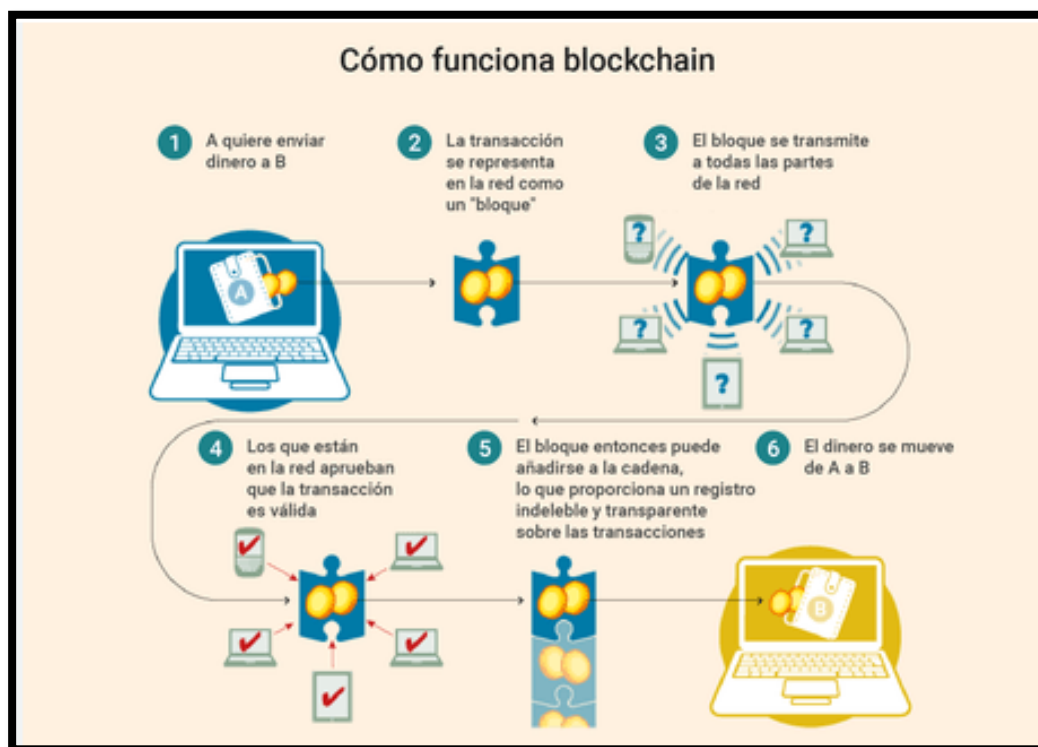 Cómo funciona blockchain
1
A quiere enviar
dinero a B
2
La transacción
se representa
en la red como
un "bloque"
3
El bloque se transmite
a todas las partes
de la red
A
?
?
?
?
?
4
Los que están
en la red aprueban
que la transacción
es válida
5
El bloque entonces puede
añadirse a la cadena,
lo que proporciona un registro
indeleble y transparente
sobre las transacciones
6
El dinero se mueve
de A a B
B